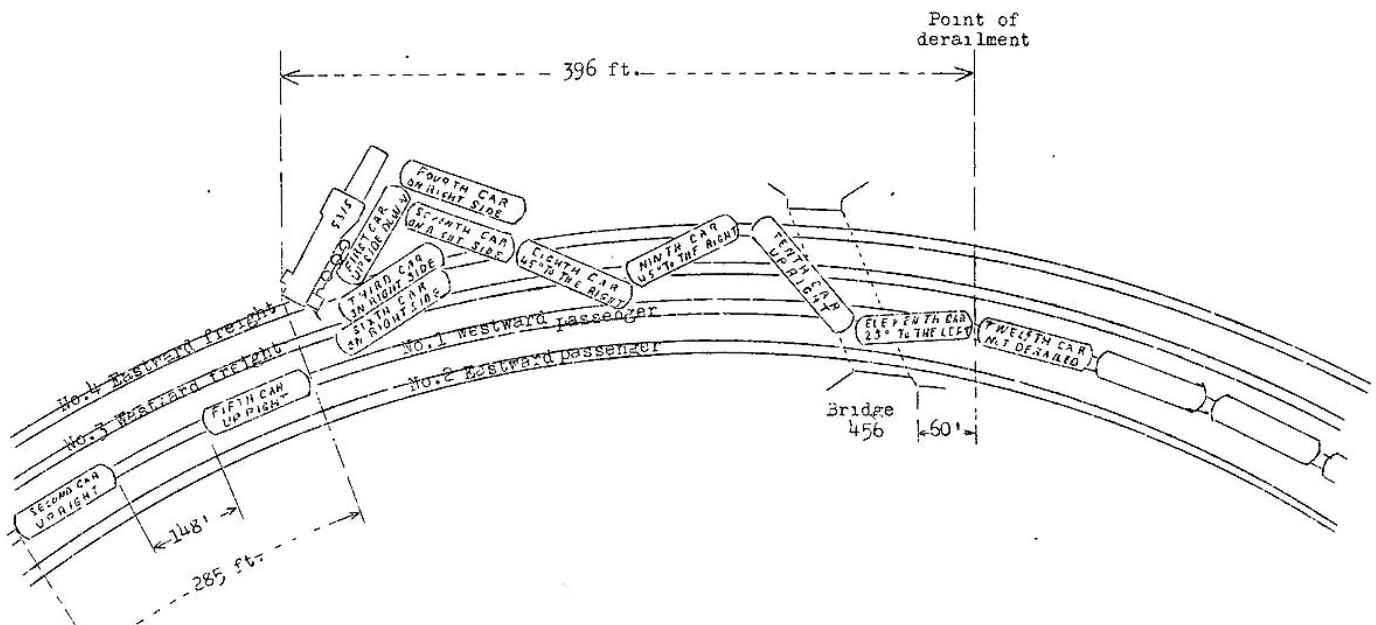 Point of
derailment
396 ft.
FOURTH CAR
ON RIGHT SIDE
5315
FIRST CAR
UPSIDE DOWN
SEVENTH CAR
ON RIGHT SIDE
EIGHTH CAR
45° TO THE RIGHT
NINTH CAR
45° TO THE RIGHT
TENTH CAR
UPRIGHT
THIRD CAR
ON RIGHT SIDE
SIXTH CAR
ON RIGHT SIDE
ELEVENTH CAR
23° TO THE LEFT
TWELFTH CAR
NOT DERAILED
No.4 Eastward freight
No.3 Westward freight
No.1 westward passenger
No.2 Eastward passenger
FIFTH CAR
UPRIGHT
SECOND CAR
UPRIGHT
Bridge
456
60'
148'
285 ft.